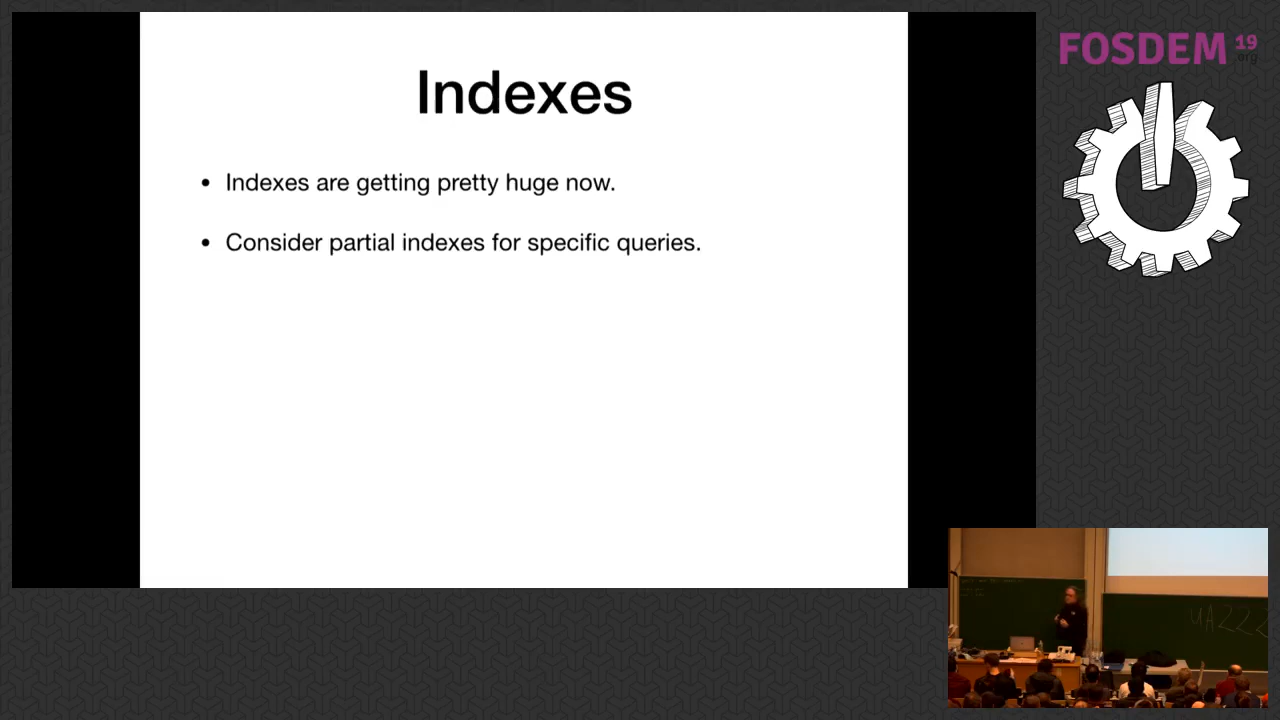 Indexes
• Indexes are getting pretty huge now.
• Consider partial indexes for specific queries.
FOSDEM 19
.org